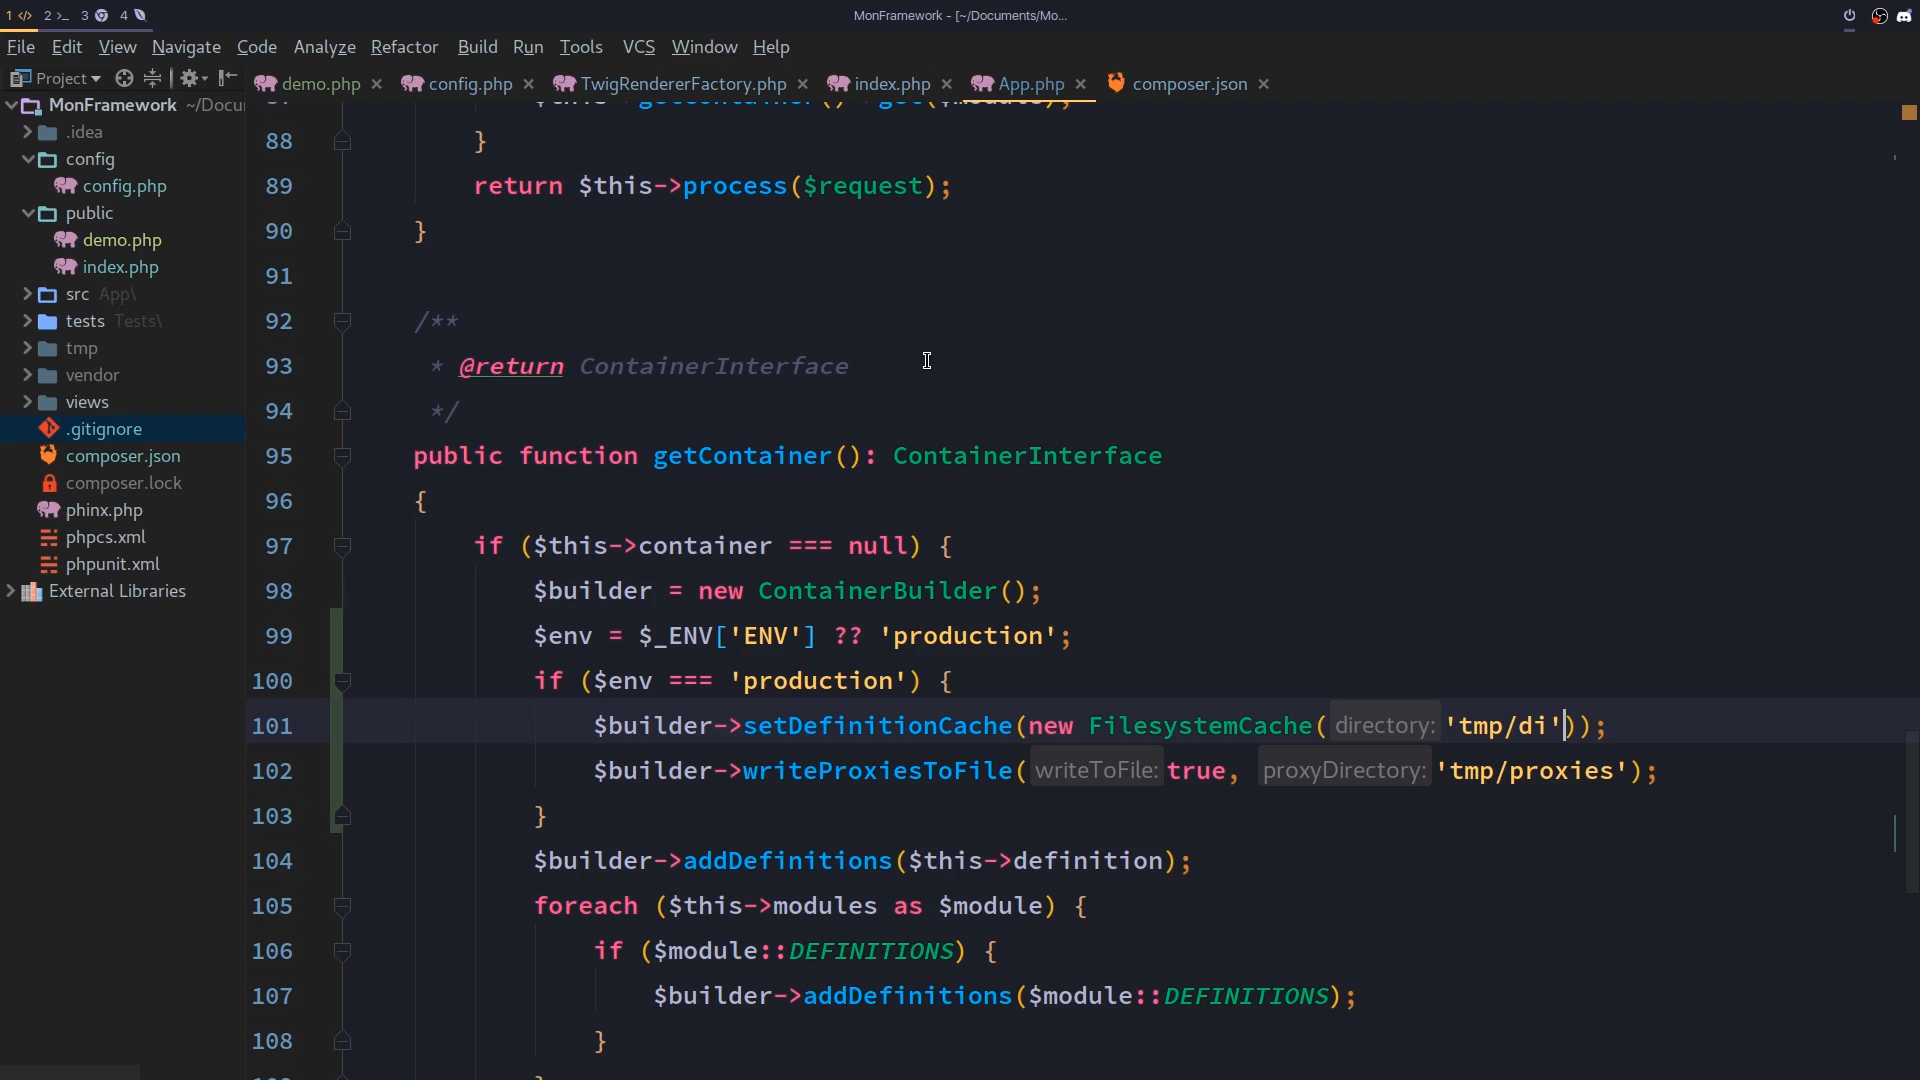 1 </> 2 >_ 3 4
MonFramework - [~/Documents/Mo...
File Edit View Navigate Code Analyze Refactor Build Run Tools VCS Window Help
Project demo.php × config.php × TwigRendererFactory.php × index.php × App.php × composer.json ×
MonFramework ~/Docu
.idea
config
config.php
public
demo.php
index.php
src App\
tests Tests\
tmp
vendor
views
.gitignore
composer.json
composer.lock
phinx.php
phpcs.xml
phpunit.xml
External Libraries
88 }
89 return $this->process($request);
90 }
91
92 /**
93 * @return ContainerInterface
94 */
95 public function getContainer(): ContainerInterface
96 {
97 if ($this->container === null) {
98 $builder = new ContainerBuilder();
99 $env = $_ENV['ENV'] ?? 'production';
100 if ($env === 'production') {
101 $builder->setDefinitionCache(new FilesystemCache( directory: 'tmp/di'));
102 $builder->writeProxiesToFile( writeToFile: true, proxyDirectory: 'tmp/proxies');
103 }
104 $builder->addDefinitions($this->definition);
105 foreach ($this->modules as $module) {
106 if ($module::DEFINITIONS) {
107 $builder->addDefinitions($module::DEFINITIONS);
108 }